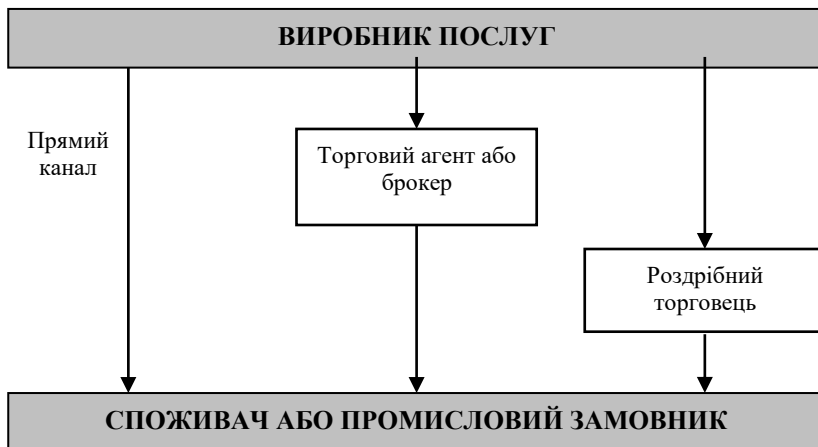 ВИРОБНИК ПОСЛУГ
Прямий
канал
Торговий агент або
брокер
Роздрібний
торговець
СПОЖИВАЧ АБО ПРОМИСЛОВИЙ ЗАМОВНИК